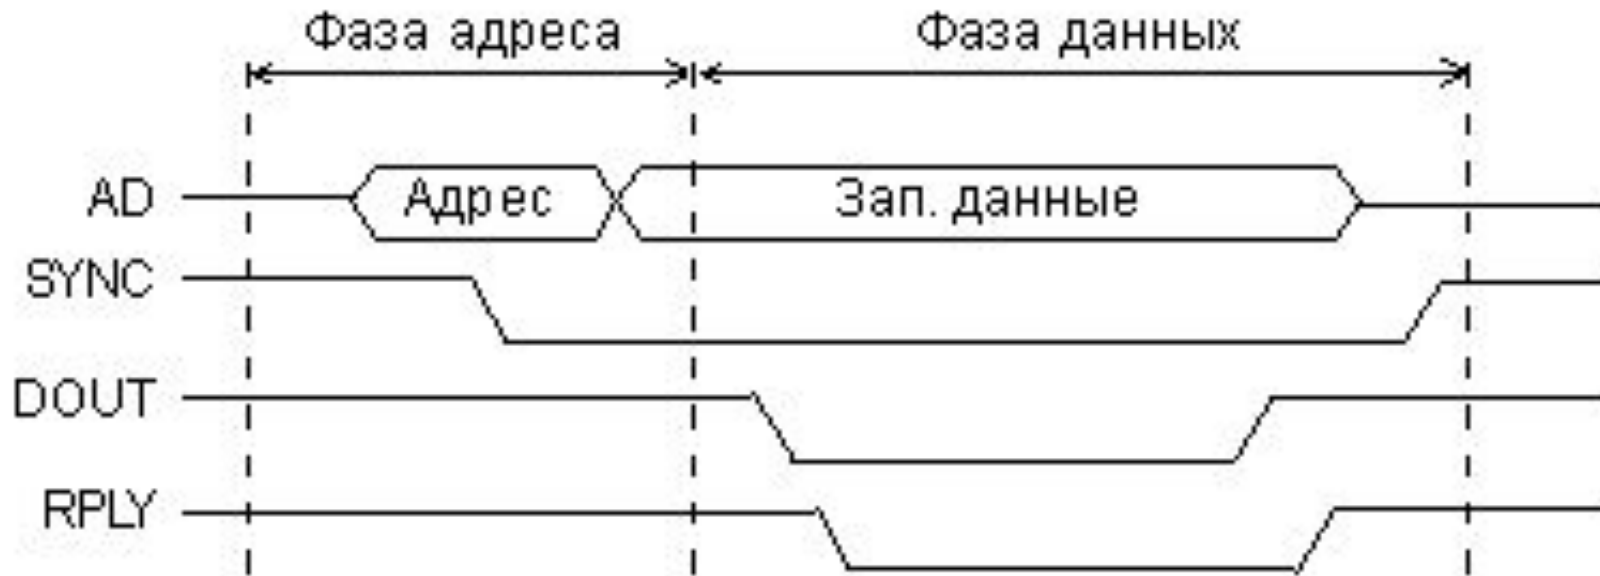 Фаза адреса
Фаза данных
AD
Адрес
Зап. данные
SYNC
DOUT
RPLY